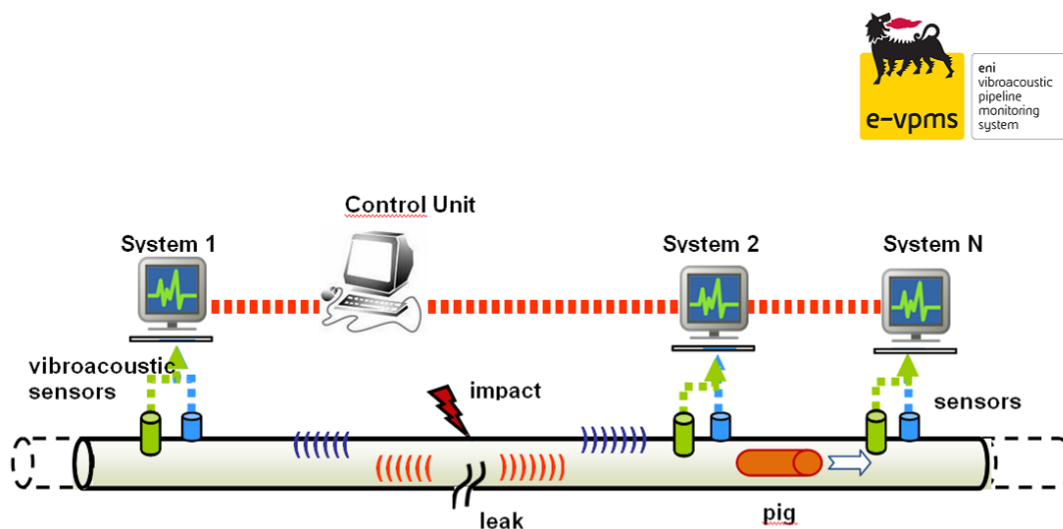 eni
vibroacoustic
pipeline
monitoring
system
e-vpms
Control Unit
System 1
System 2
System N
vibroacoustic
sensors
impact
sensors
leak
pig